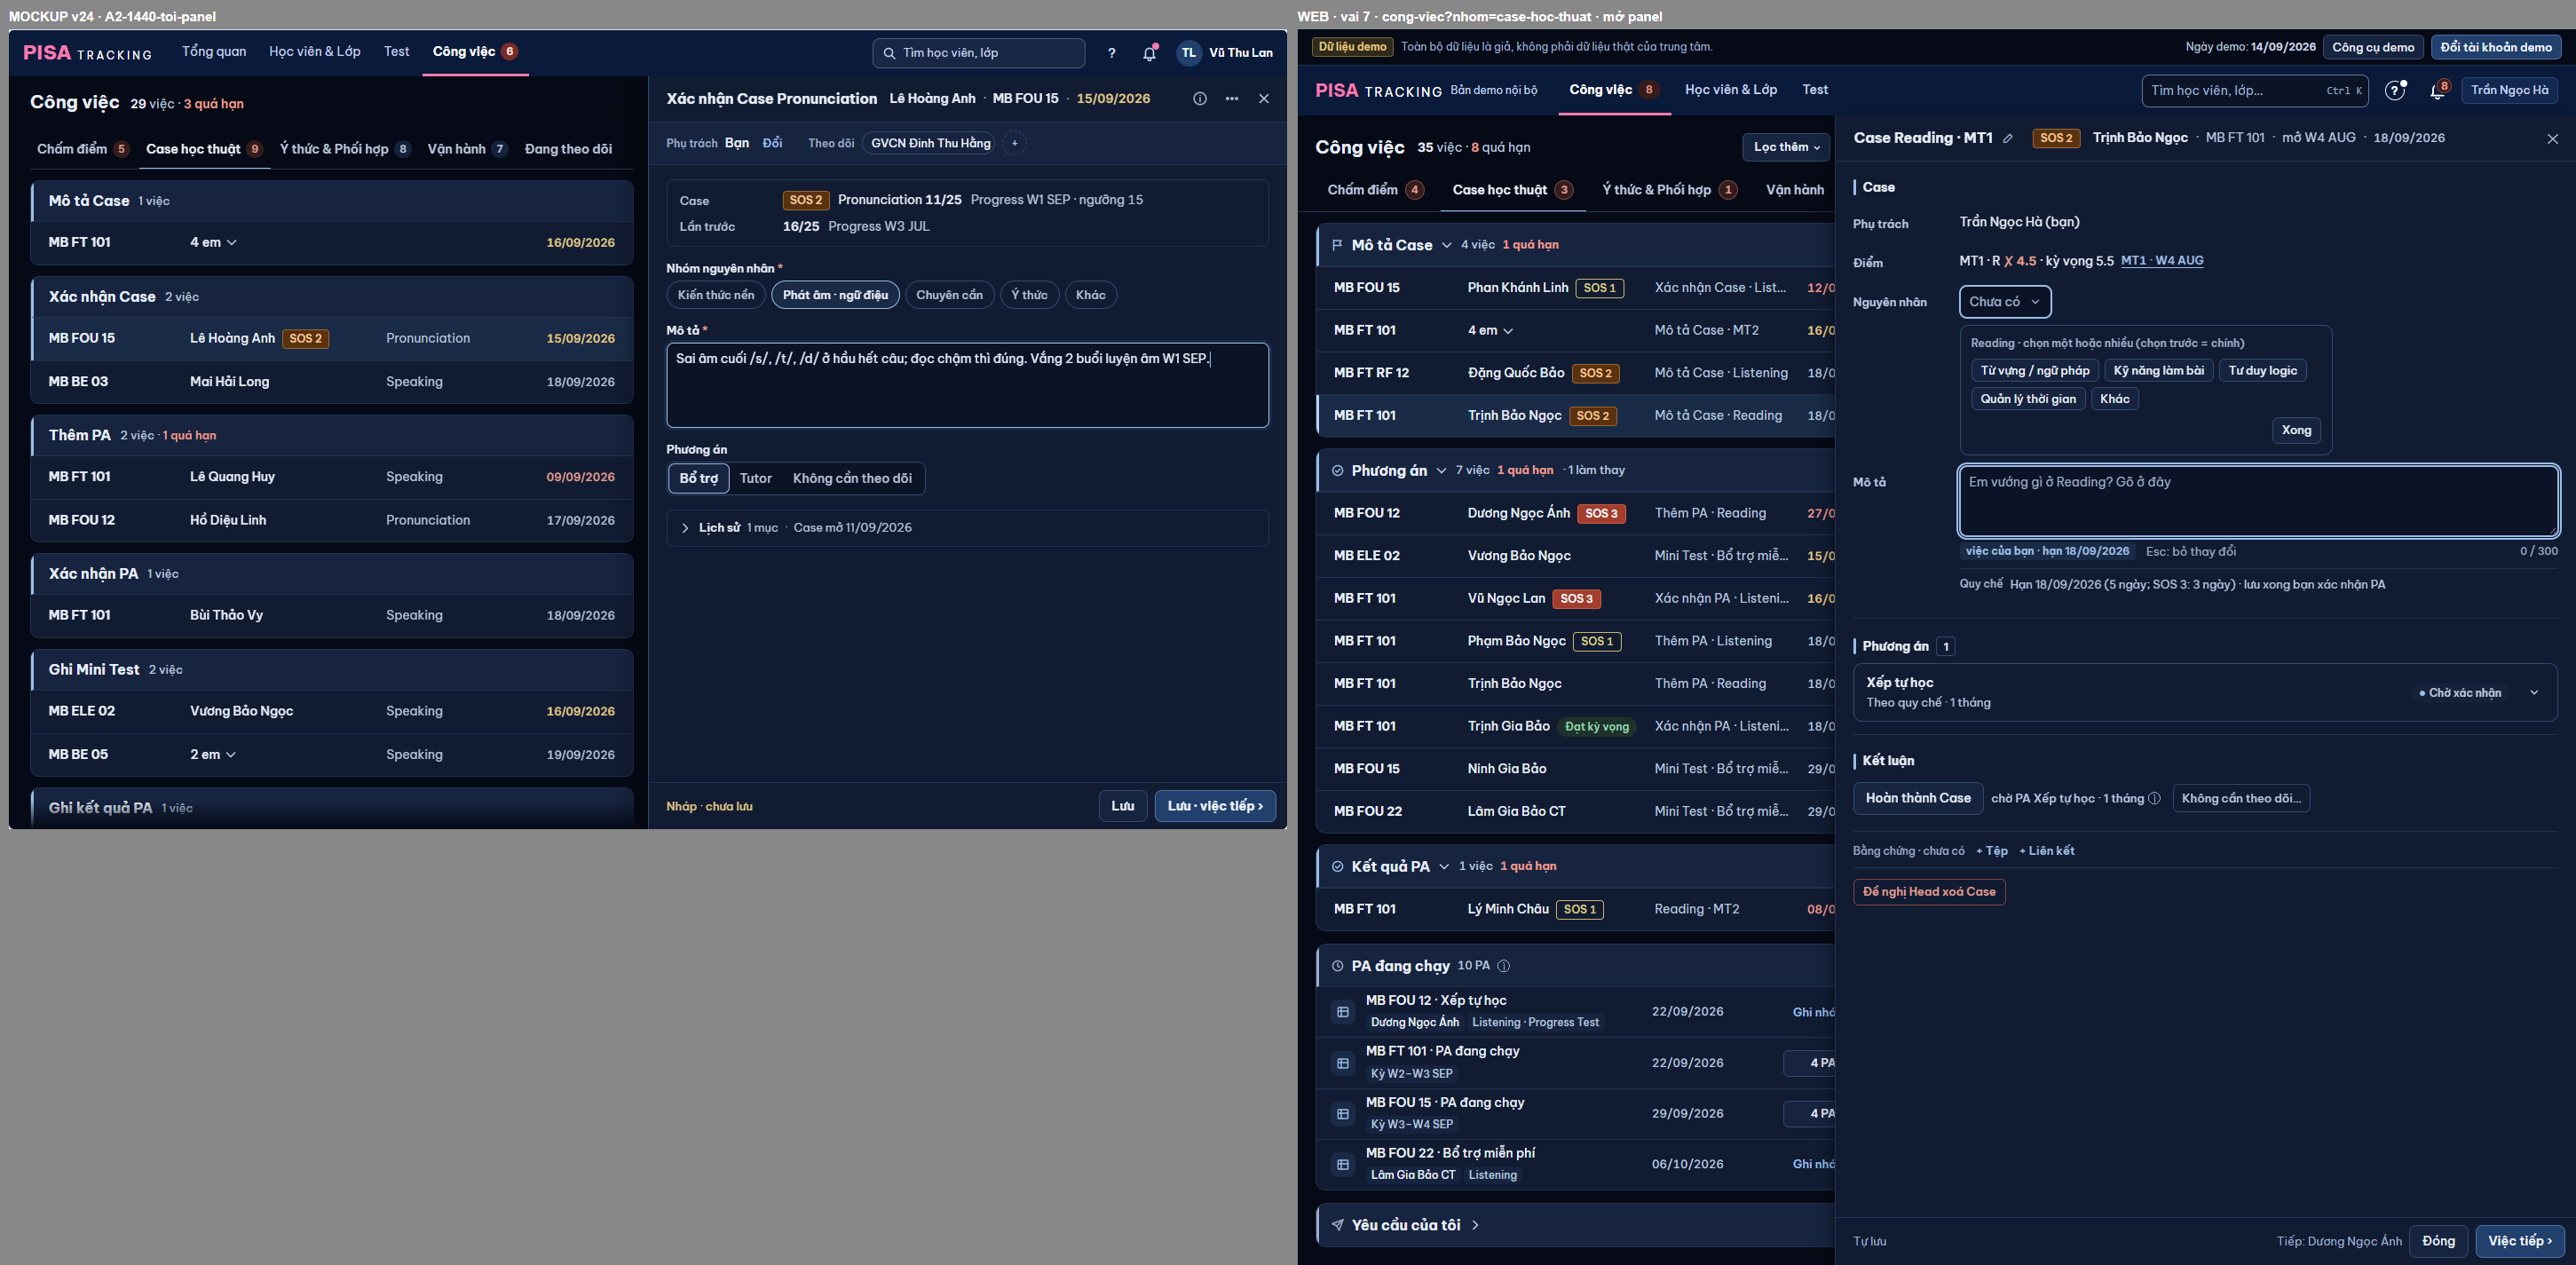 MOCKUP v24 · A2-1440-toi-panel
PISA TRACKING Tổng quan Học viên & Lớp Test Công việc 6 Tìm học viên, lớp ? TL Vũ Thu Lan
Công việc 29 việc · 3 quá hạn
Chấm điểm 5 Case học thuật 9 Ý thức & Phối hợp 8 Vận hành 7 Đang theo dõi
Mô tả Case 1 việc
MB FT 101 4 em 16/09/2026
Xác nhận Case 2 việc
MB FOU 15 Lê Hoàng Anh SOS 2 Pronunciation 15/09/2026
MB BE 03 Mai Hải Long Speaking 18/09/2026
Thêm PA 2 việc · 1 quá hạn
MB FT 101 Lê Quang Huy Speaking 09/09/2026
MB FOU 12 Hồ Diệu Linh Pronunciation 17/09/2026
Xác nhận PA 1 việc
MB FT 101 Bùi Thảo Vy Speaking 18/09/2026
Ghi Mini Test 2 việc
MB ELE 02 Vương Bảo Ngọc Speaking 16/09/2026
MB BE 05 2 em Speaking 19/09/2026
Ghi kết quả PA 1 việc
Xác nhận Case Pronunciation Lê Hoàng Anh · MB FOU 15 · 15/09/2026
Phụ trách Bạn Đổi Theo dõi GVCN Đinh Thu Hằng +
Case SOS 2 Pronunciation 11/25 Progress W1 SEP · ngưỡng 15
Lần trước 16/25 Progress W3 JUL
Nhóm nguyên nhân *
Kiến thức nền Phát âm · ngữ điệu Chuyên cần Ý thức Khác
Mô tả *
Sai âm cuối /s/, /t/, /d/ ở hầu hết câu; đọc chậm thì đúng. Vắng 2 buổi luyện âm W1 SEP.
Phương án
Bổ trợ Tutor Không cần theo dõi
Lịch sử 1 mục · Case mở 11/09/2026
Nháp · chưa lưu Lưu Lưu · việc tiếp ›
WEB · vai 7 · cong-viec?nhom=case-hoc-thuat · mở panel
Dữ liệu demo Toàn bộ dữ liệu là giả, không phải dữ liệu thật của trung tâm. Ngày demo: 14/09/2026 Công cụ demo Đổi tài khoản demo
PISA TRACKING Bản demo nội bộ Công việc 8 Học viên & Lớp Test Tìm học viên, lớp... Ctrl K ? 8 Trần Ngọc Hà
Công việc 35 việc · 8 quá hạn Lọc thêm
Chấm điểm 4 Case học thuật 3 Ý thức & Phối hợp 1 Vận hành
Mô tả Case 4 việc 1 quá hạn
MB FOU 15 Phan Khánh Linh SOS 1 Xác nhận Case · List... 12/0
MB FT 101 4 em Mô tả Case · MT2 16/0
MB FT RF 12 Đặng Quốc Bảo SOS 2 Mô tả Case · Listening 18/0
MB FT 101 Trịnh Bảo Ngọc SOS 2 Mô tả Case · Reading 18/0
Phương án 7 việc 1 quá hạn · 1 làm thay
MB FOU 12 Dương Ngọc Ánh SOS 3 Thêm PA · Reading 27/0
MB ELE 02 Vương Bảo Ngọc Mini Test · Bổ trợ miễ... 15/0
MB FT 101 Vũ Ngọc Lan SOS 3 Xác nhận PA · Listeni... 16/0
MB FT 101 Phạm Bảo Ngọc SOS 1 Thêm PA · Listening 18/0
MB FT 101 Trịnh Bảo Ngọc Thêm PA · Reading 18/0
MB FT 101 Trịnh Gia Bảo Đạt kỳ vọng Xác nhận PA · Listeni... 18/0
MB FOU 15 Ninh Gia Bảo Mini Test · Bổ trợ miễ... 29/0
MB FOU 22 Lâm Gia Bảo CT Mini Test · Bổ trợ miễ... 29/0
Kết quả PA 1 việc 1 quá hạn
MB FT 101 Lý Minh Châu SOS 1 Reading · MT2 08/0
PA đang chạy 10 PA
MB FOU 12 · Xếp tự học 22/09/2026 Ghi nhá
Dương Ngọc Ánh Listening · Progress Test
MB FT 101 · PA đang chạy 22/09/2026 4 PA
Kỳ W2–W3 SEP
MB FOU 15 · PA đang chạy 29/09/2026 4 PA
Kỳ W3–W4 SEP
MB FOU 22 · Bổ trợ miễn phí 06/10/2026 Ghi nhá
Lâm Gia Bảo CT Listening
Yêu cầu của tôi
Case Reading · MT1 SOS 2 Trịnh Bảo Ngọc · MB FT 101 · mở W4 AUG · 18/09/2026
Case
Phụ trách Trần Ngọc Hà (bạn)
Điểm MT1 · R ✗ 4.5 · kỳ vọng 5.5 MT1 · W4 AUG
Nguyên nhân Chưa có
Reading · chọn một hoặc nhiều (chọn trước = chính)
Từ vựng / ngữ pháp Kỹ năng làm bài Tư duy logic
Quản lý thời gian Khác
Xong
Mô tả Em vướng gì ở Reading? Gõ ở đây
việc của bạn · hạn 18/09/2026 Esc: bỏ thay đổi 0 / 300
Quy chế Hạn 18/09/2026 (5 ngày; SOS 3: 3 ngày) · lưu xong bạn xác nhận PA
Phương án 1
Xếp tự học
Theo quy chế · 1 tháng
Chờ xác nhận
Kết luận
Hoàn thành Case chờ PA Xếp tự học · 1 tháng Không cần theo dõi...
Bằng chứng · chưa có + Tệp + Liên kết
Đề nghị Head xoá Case
Tự lưu Tiếp: Dương Ngọc Ánh Đóng Việc tiếp ›